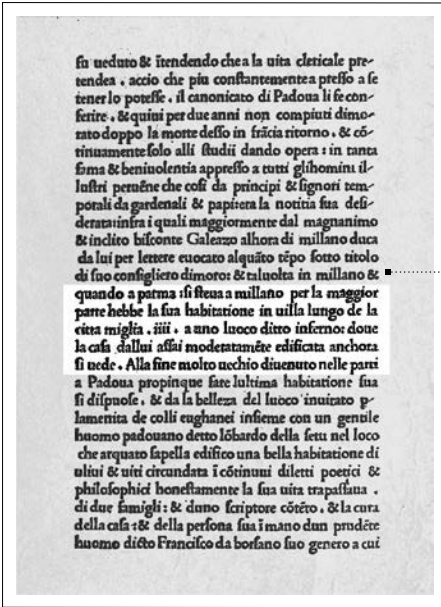 fu ueduto & ītendendo che a la uita clericale pre-
tendea . accio che piu conſtantemente a preſſo a ſe
tener lo poteſſe . il canonicato di Padoua li fe con-
ferire . & quiui per due anni non compiuti dimo-
rato doppo la morte deſſo in frācia ritorno . & cō-
tinuamente ſolo alli ſtudii dando opera : in tanta
fama & beniuolentia appreſſo a tutti glihomini il-
luſtri peruēne che coſi da principi & ſignori tem-
porali da gardenali & papi era la notitia ſua deſi-
derata : infra i quali maggiormente dal magnanimo
& inclito biſconte Galeazo alhora di millano duca
da lui per lettere euocato alquāto tēpo ſotto titolo
di ſuo conſigliero dimoro : & taluolta in millano &
quando a parma : ſi ſteua a millano per la maggior
parte hebbe la ſua habitatione in uilla lungo de la
citta miglia . iiii . a uno luoco ditto inferno : doue
la caſa dallui aſſai moderatamēte edificata anchora
ſi uede . Alla fine molto uechio diuenuto nelle parti
a Padoua propinque fare lultima habitatione ſua
ſi diſpuoſe . & da la belleza del luoco inuitato p-
lamenita de colli eughanei inſieme con un gentile
huomo padouano detto lōbardo della ſetu nel loco
che arquato ſapella edifico una bella habitatione di
uliui & uiti circundata ī cōtinuui diletti poetici &
philoſophici honeſtamente la ſua uita trapaſſaua .
di due famigli : & duno ſcriptore cōtēto . & la cura
della caſa : & della perſona ſua ī mano dun prudēte
huomo dicto Franciſco da borſano ſuo genero a cui